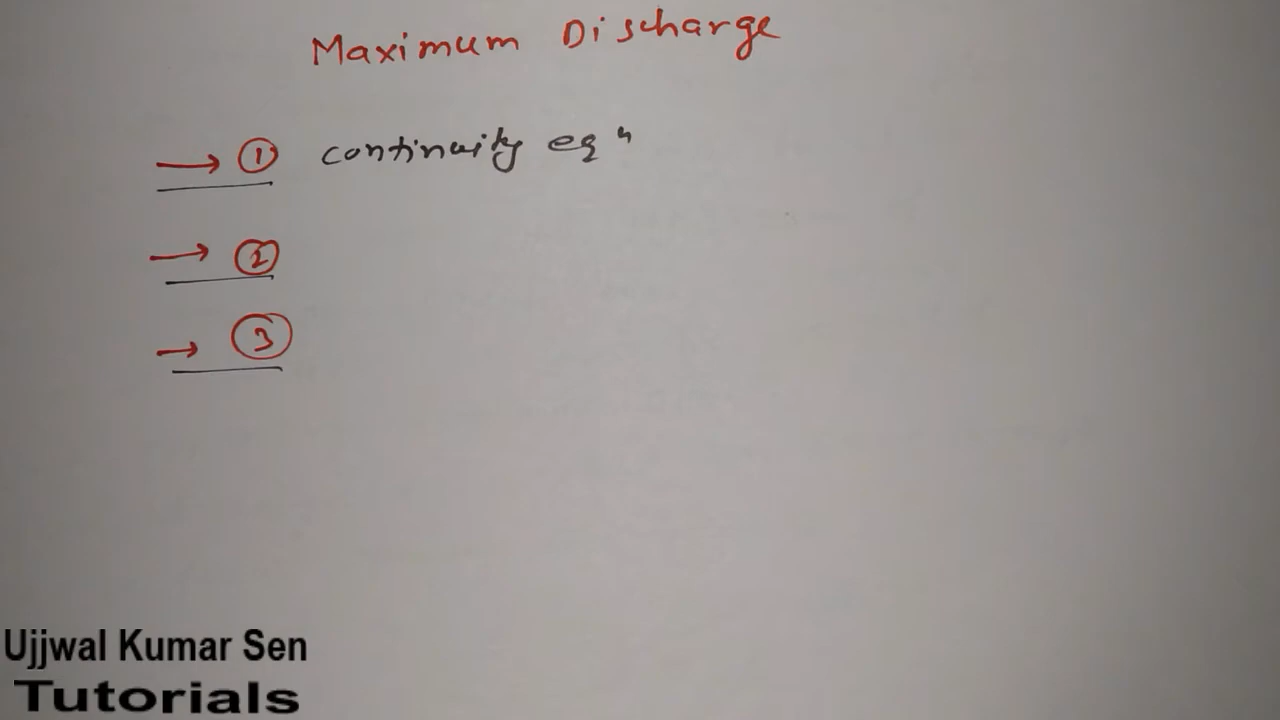 Maximum Discharge
→ ① continuity eqⁿ
→ ②
→ ③
Ujjwal Kumar Sen
Tutorials